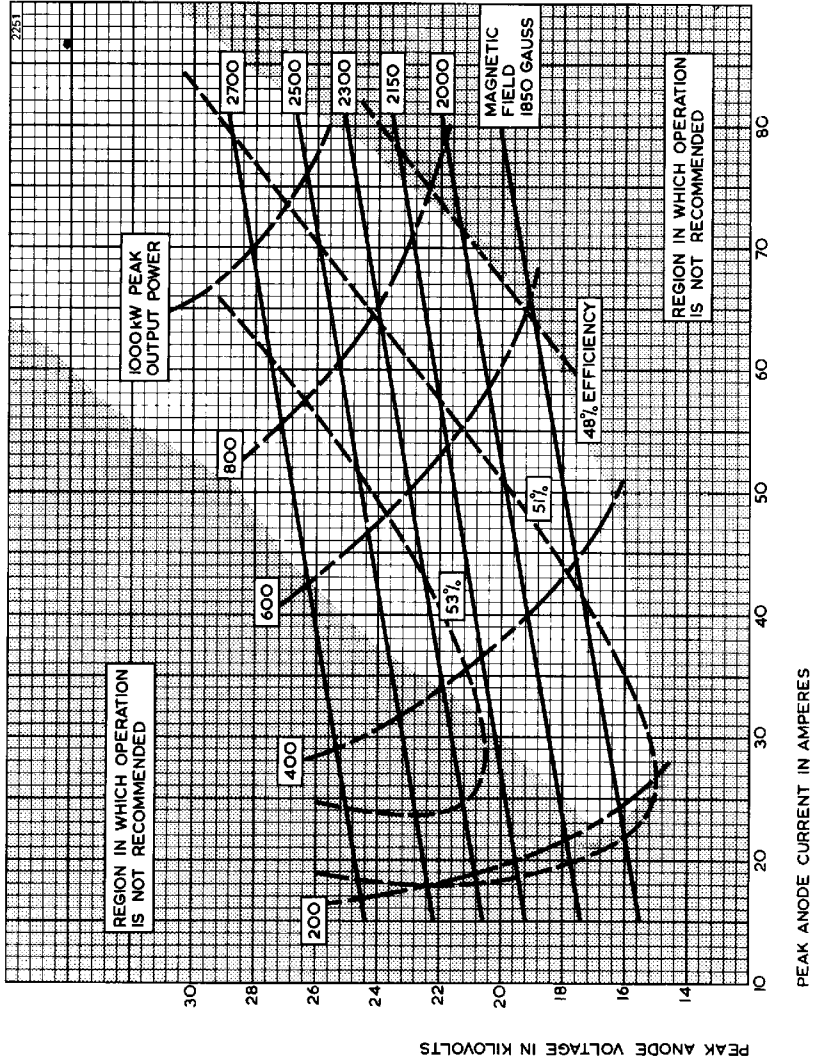 2251
2700
2500
2300
2150
2000
MAGNETIC
FIELD
1850 GAUSS
1000kW PEAK
OUTPUT POWER
800
600
400
200
53%
51%
48% EFFICIENCY
REGION IN WHICH OPERATION
IS NOT RECOMMENDED
REGION IN WHICH OPERATION
IS NOT RECOMMENDED
30
28
26
24
22
20
18
16
14
10
20
30
40
50
60
70
80
PEAK ANODE VOLTAGE IN KILOVOLTS
PEAK ANODE CURRENT IN AMPERES